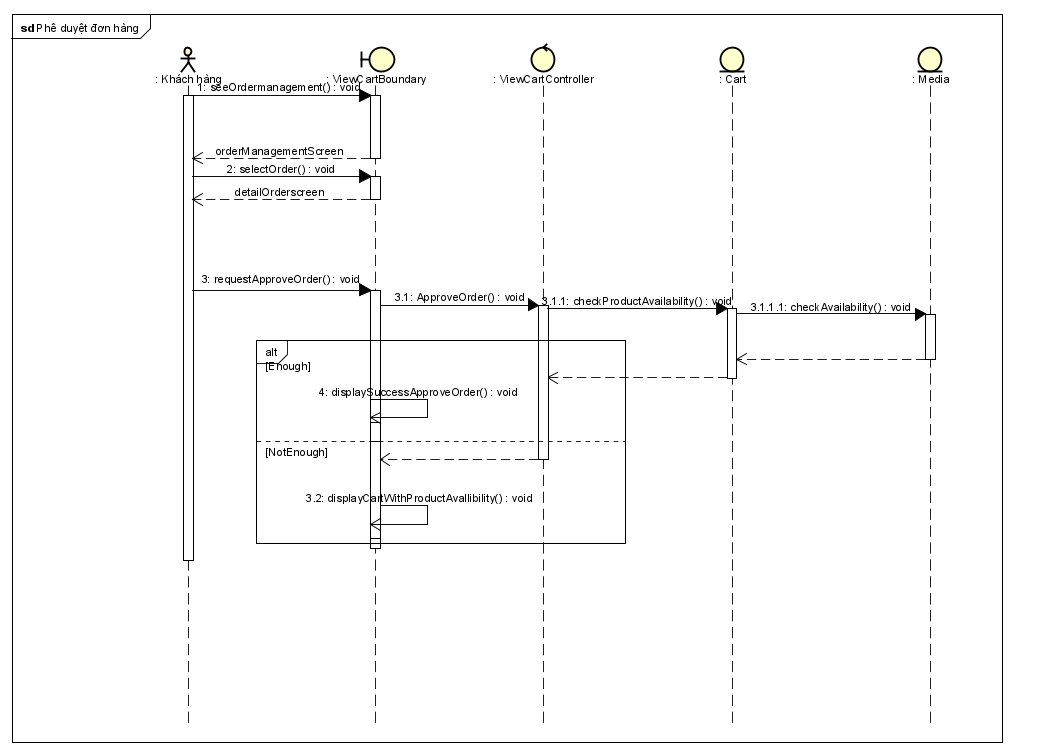 sd Phê duyệt đơn hàng
: Khách hàng
: ViewCartBoundary
: ViewCartController
: Cart
: Media
1: seeOrdermanagement() : void
orderManagementScreen
2: selectOrder() : void
detailOrderscreen
3: requestApproveOrder() : void
3.1: ApproveOrder() : void
3.1.1: checkProductAvailability() : void
3.1.1.1: checkAvailability() : void
alt
[Enough]
4: displaySuccessApproveOrder() : void
[NotEnough]
3.2: displayCartWithProductAvallibility() : void